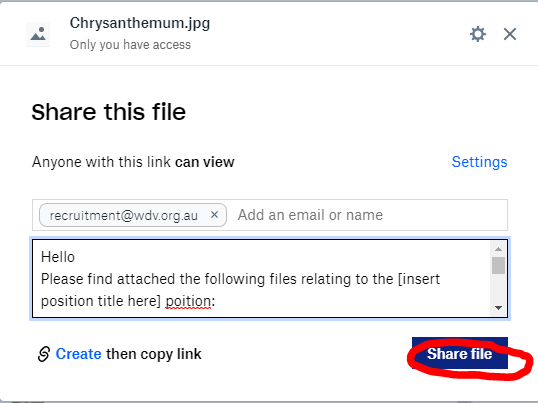 Chrysanthemum.jpg
Only you have access
Share this file
Anyone with this link can view
Settings
recruitment@wdv.org.au × Add an email or name
Hello
Please find attached the following files relating to the [insert
position title here] poition:
Create then copy link
Share file